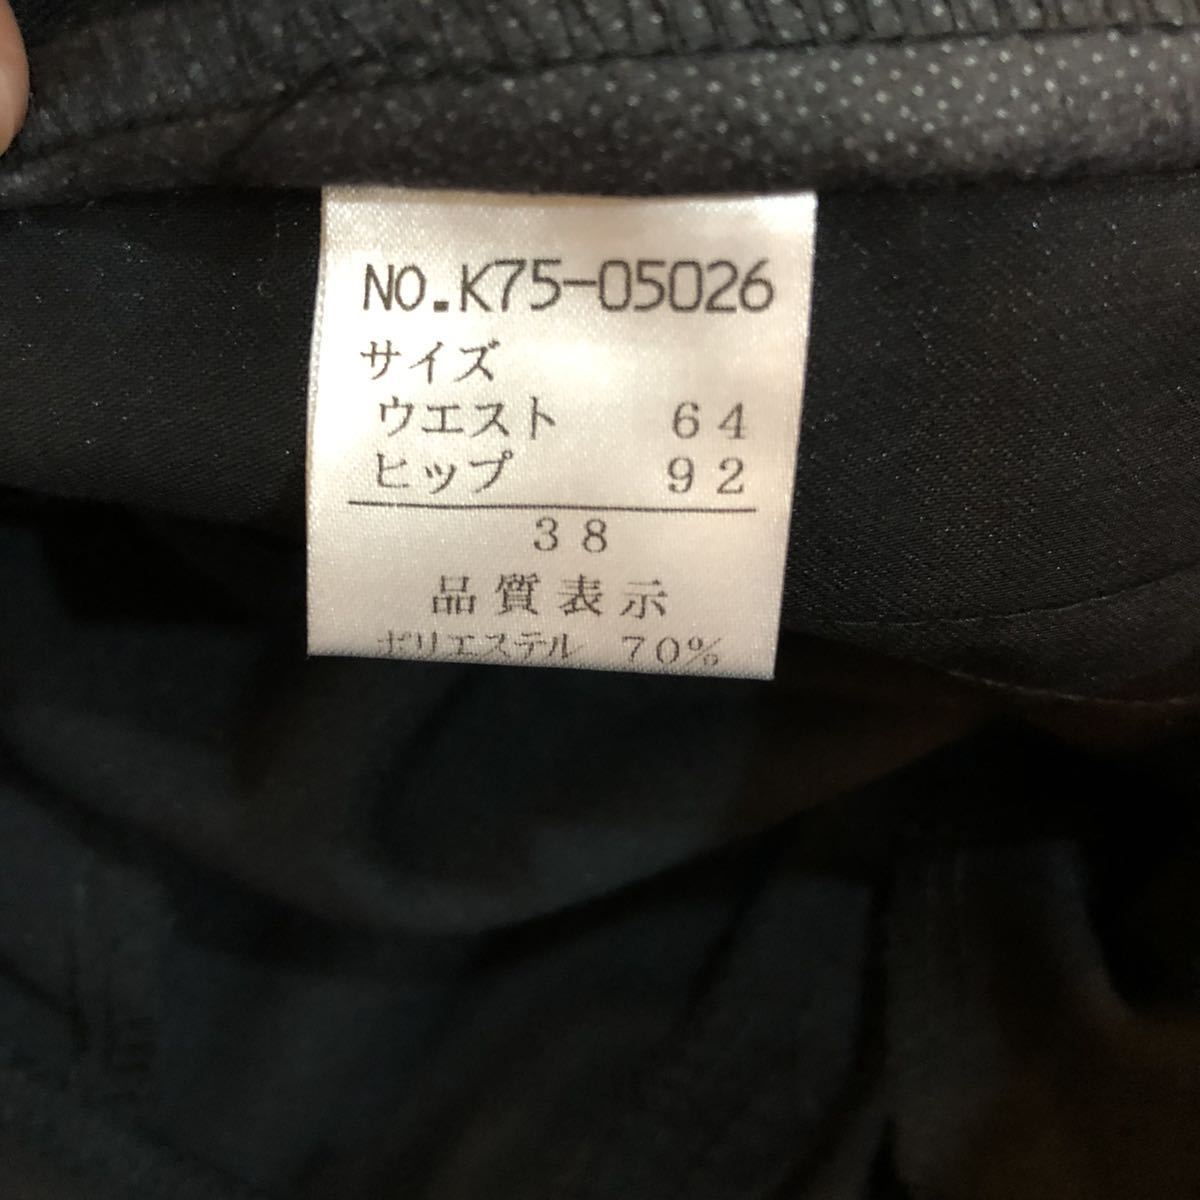 NO.K75-05026
サイズ
ウエスト 64
ヒップ 92
38
品質表示
ポリエステル 70%